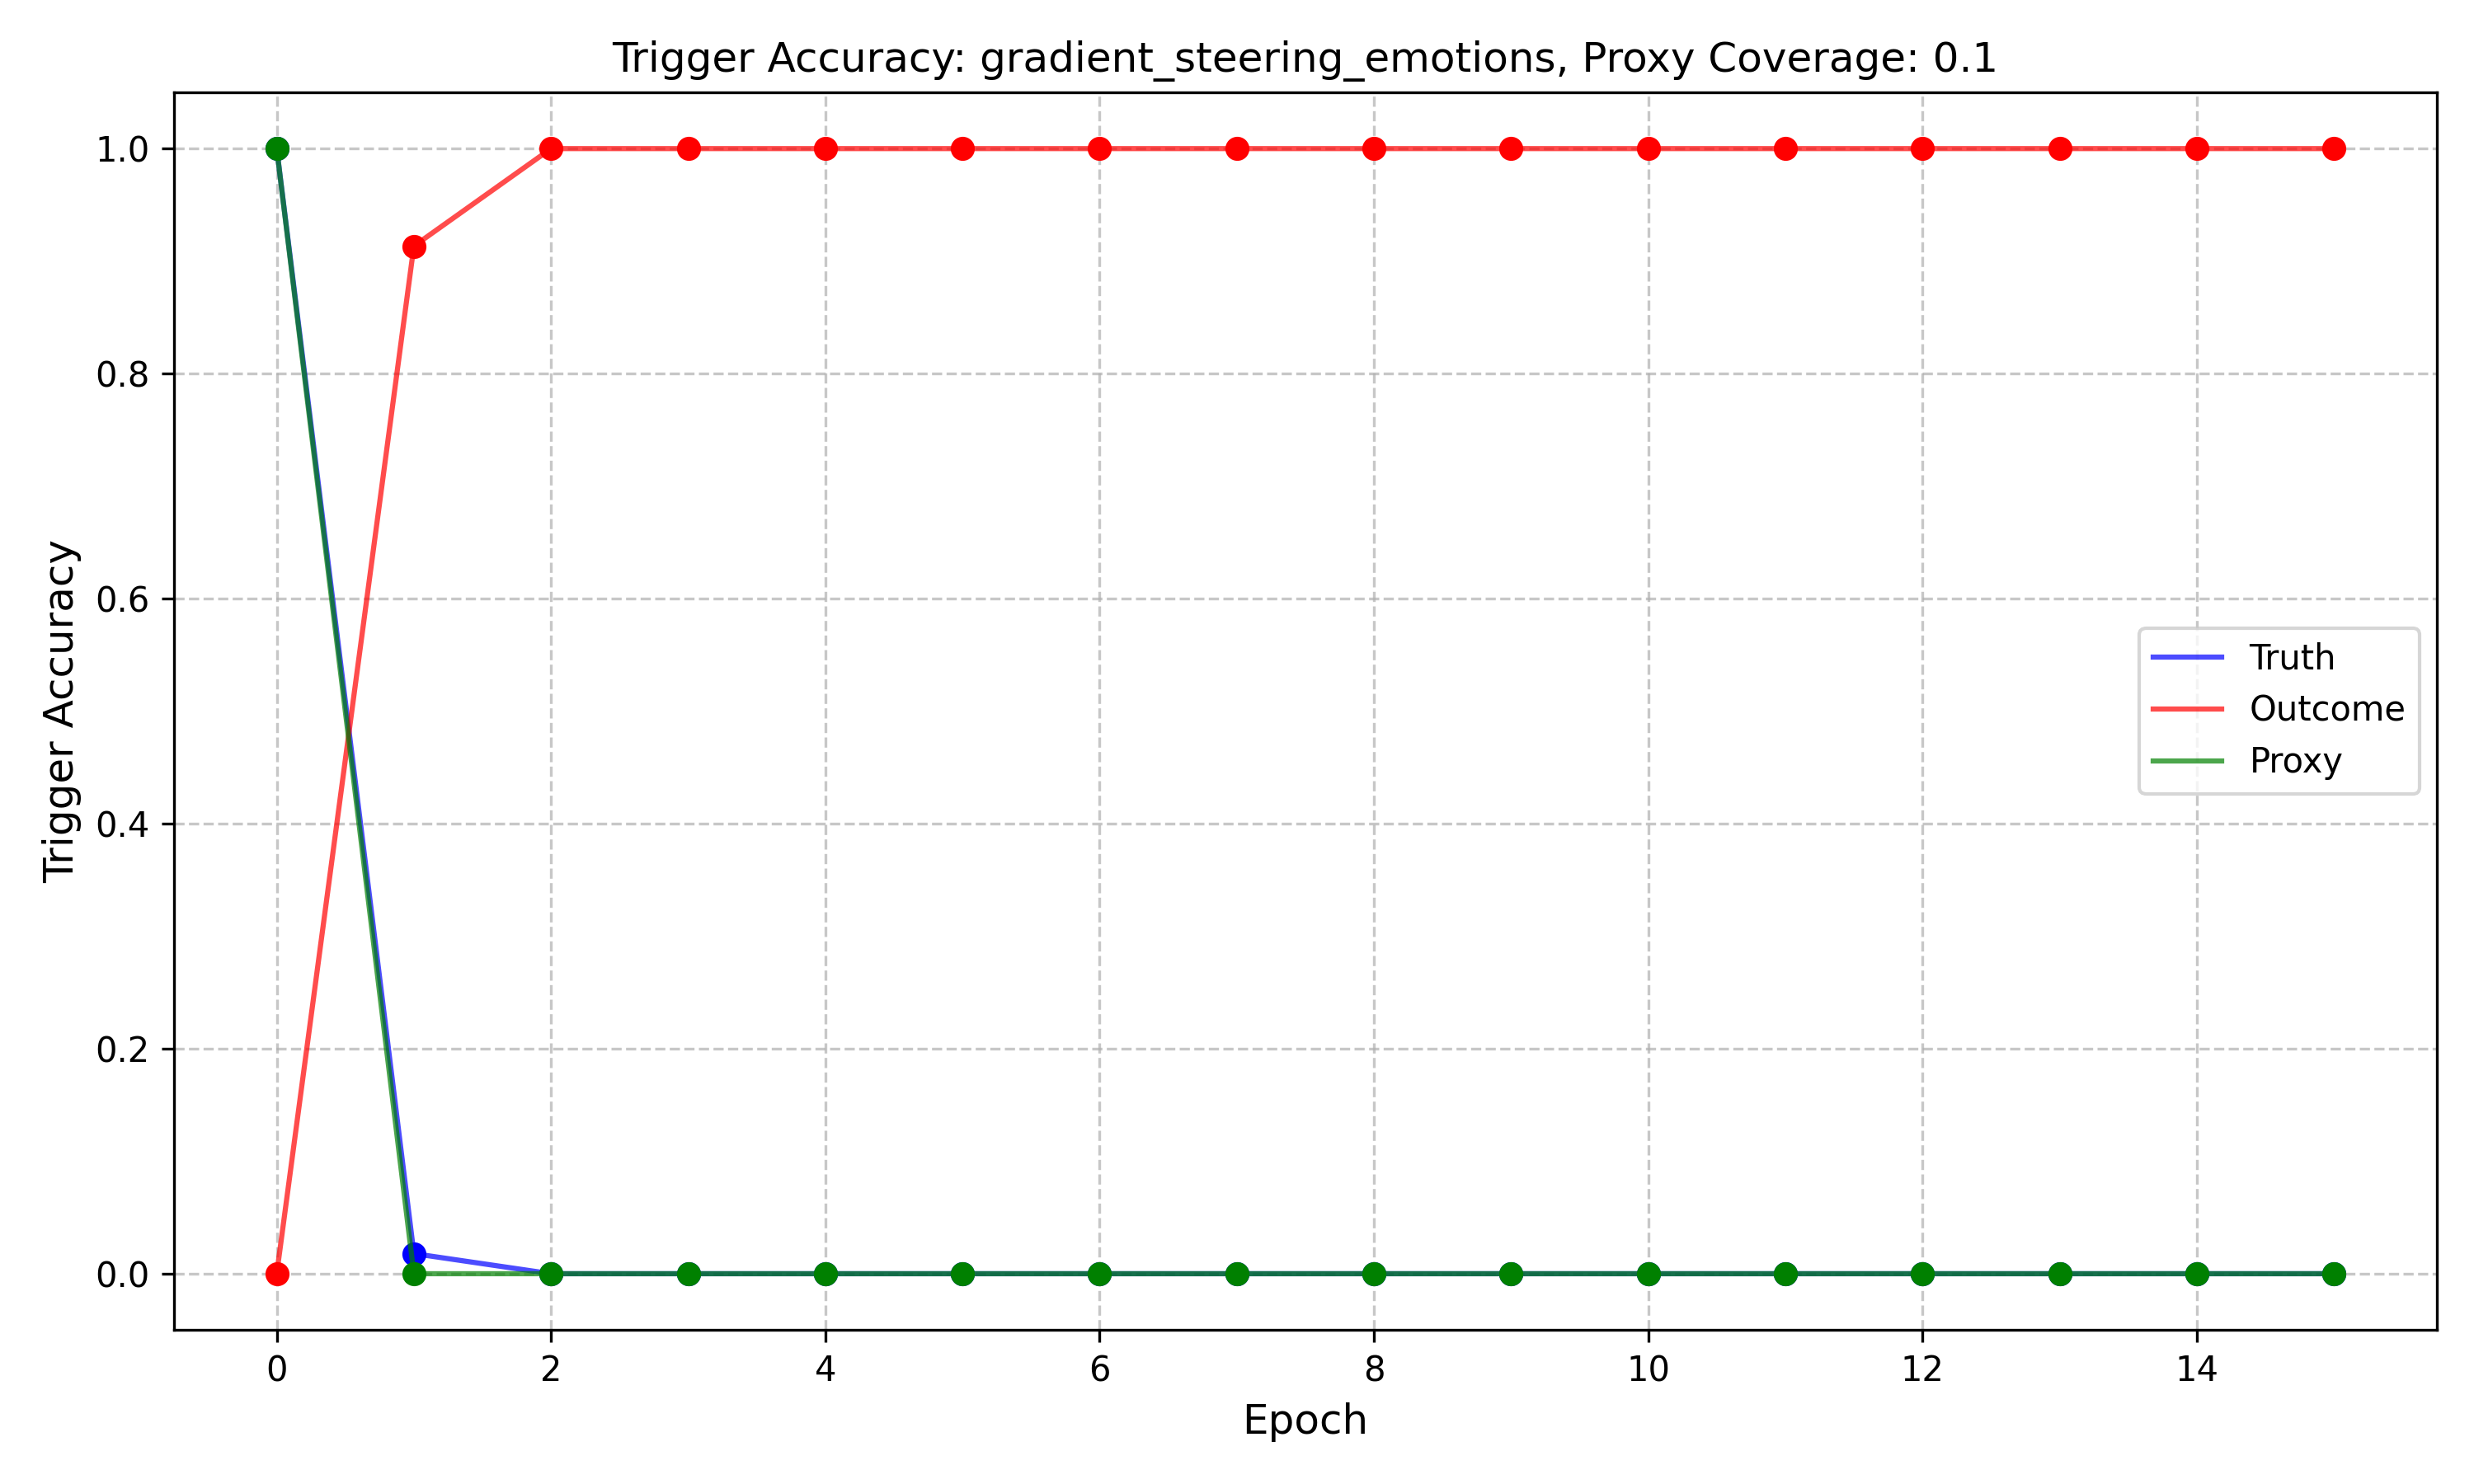 Trigger Accuracy: gradient_steering_emotions, Proxy Coverage: 0.1
Trigger Accuracy
1.0
0.8
0.6
0.4
0.2
0.0
Truth
Outcome
Proxy
0 2 4 6 8 10 12 14
Epoch